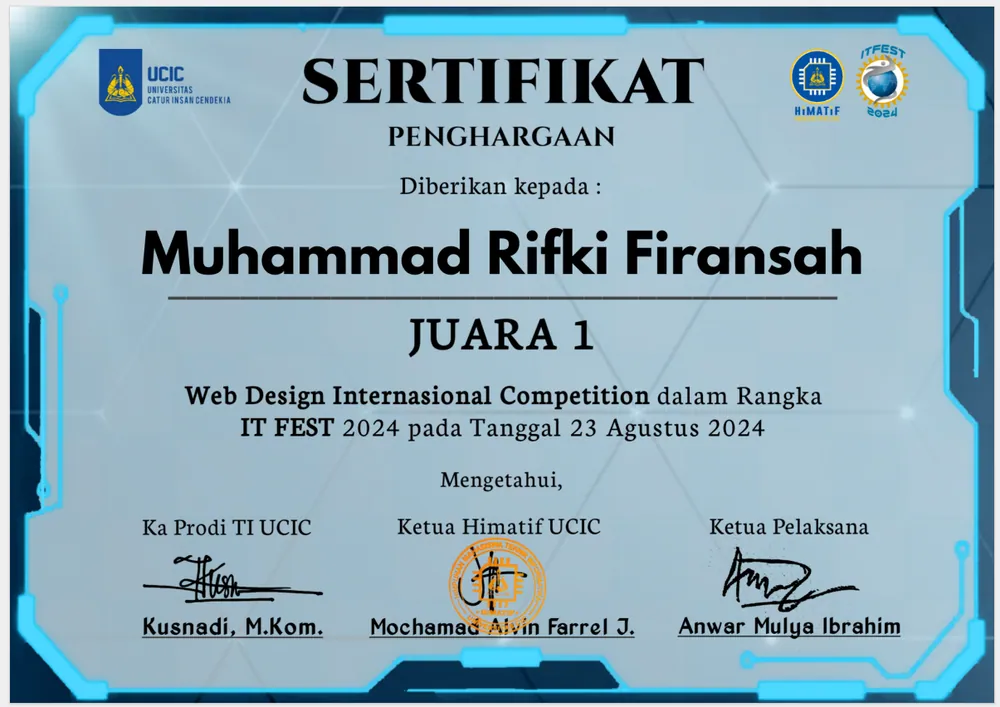 UCIC
UNIVERSITAS
CATUR INSAN CENDEKIA
SERTIFIKAT
HIMATIF
ITFEST
2024
PENGHARGAAN
Diberikan kepada :
Muhammad Rifki Firansah
JUARA 1
Web Design Internasional Competition dalam Rangka
IT FEST 2024 pada Tanggal 23 Agustus 2024
Mengetahui,
Ka Prodi TI UCIC
Ketua Himatif UCIC
Ketua Pelaksana
Kusnadi, M.Kom.
Mochamad Alvin Farrel J.
Anwar Mulya Ibrahim